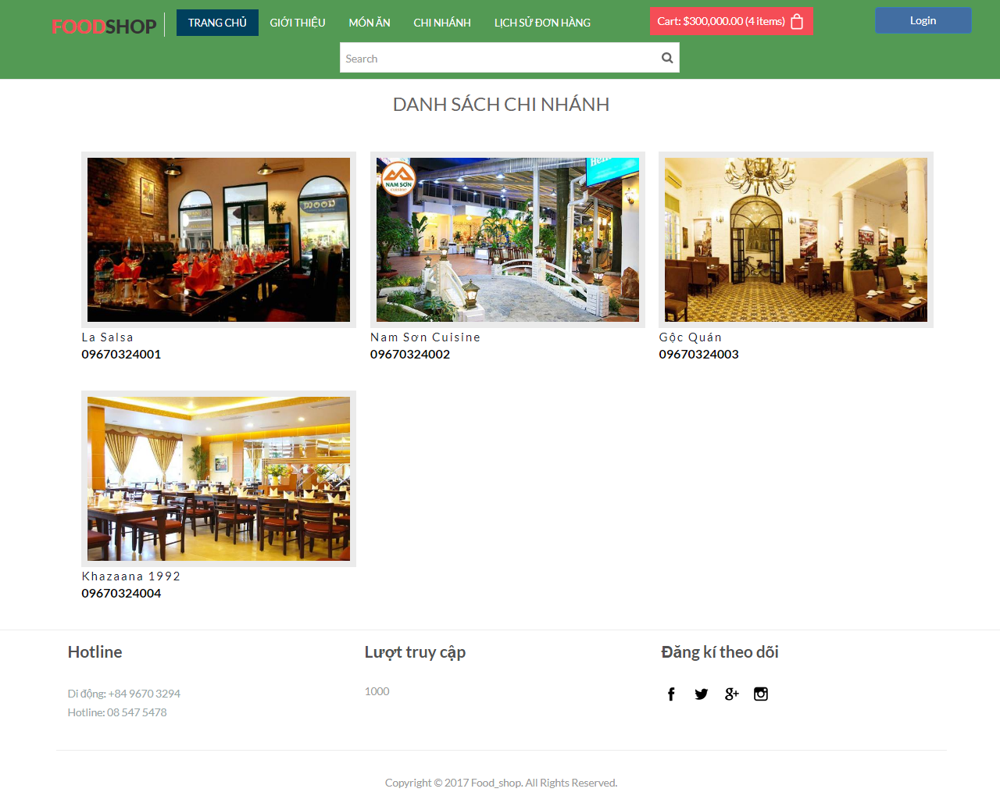 FOODSHOP
TRANG CHỦ
GIỚI THIỆU
MÓN ĂN
CHI NHÁNH
LỊCH SỬ ĐƠN HÀNG
Cart: $300,000.00 (4 items)
Login
Search
DANH SÁCH CHI NHÁNH
mood
NAM SƠN
La Salsa
09670324001
Nam Sơn Cuisine
09670324002
Gộc Quán
09670324003
Khazaana 1992
09670324004
Hotline
Di động: +84 9670 3294
Hotline: 08 547 5478
Lượt truy cập
1000
Đăng kí theo dõi
Copyright © 2017 Food_shop. All Rights Reserved.